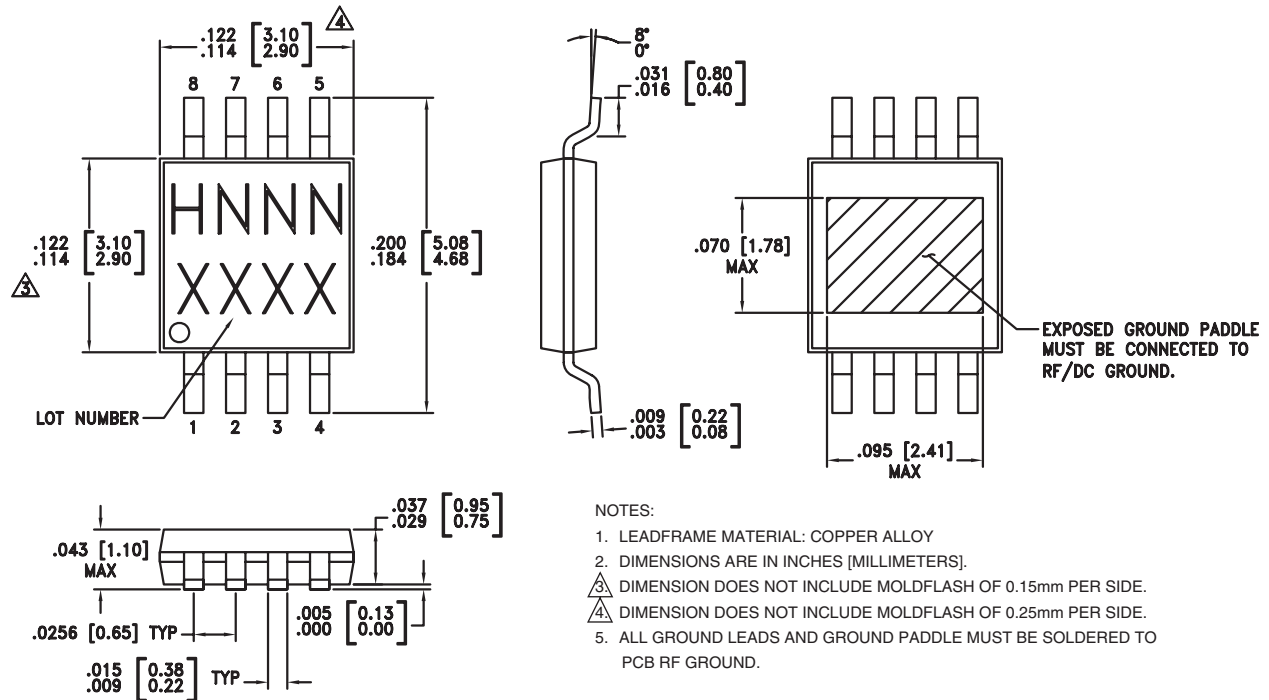 .122 [3.10]
.114 [2.90]
4
8 7 6 5
HNNN
XXXX
.122 [3.10]
.114 [2.90]
3
.200 [5.08]
.184 [4.68]
LOT NUMBER
1 2 3 4
8°
0°
.031 [0.80]
.016 [0.40]
.009 [0.22]
.003 [0.08]
.070 [1.78]
MAX
EXPOSED GROUND PADDLE
MUST BE CONNECTED TO
RF/DC GROUND.
.095 [2.41]
MAX
.037 [0.95]
.029 [0.75]
.043 [1.10]
MAX
.005 [0.13]
.000 [0.00]
.0256 [0.65] TYP
.015 [0.38]
.009 [0.22]
TYP
NOTES:
1. LEADFRAME MATERIAL: COPPER ALLOY
2. DIMENSIONS ARE IN INCHES [MILLIMETERS].
3. DIMENSION DOES NOT INCLUDE MOLDFLASH OF 0.15mm PER SIDE.
4. DIMENSION DOES NOT INCLUDE MOLDFLASH OF 0.25mm PER SIDE.
5. ALL GROUND LEADS AND GROUND PADDLE MUST BE SOLDERED TO
PCB RF GROUND.